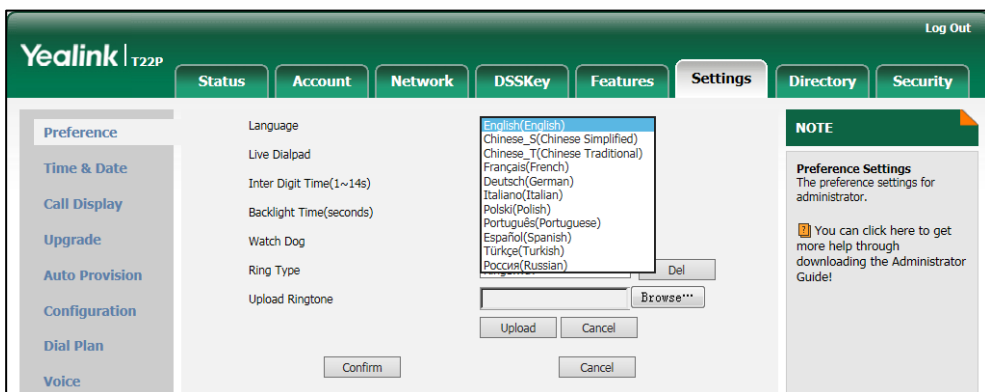 Log Out
Yealink | T22P
Status Account Network DSSKey Features Settings Directory Security
Preference
Time & Date
Call Display
Upgrade
Auto Provision
Configuration
Dial Plan
Voice
Language
Live Dialpad
Inter Digit Time(1~14s)
Backlight Time(seconds)
Watch Dog
Ring Type
Upload Ringtone
English(English)
Chinese_S(Chinese Simplified)
Chinese_T(Chinese Traditional)
Français(French)
Deutsch(German)
Italiano(Italian)
Polski(Polish)
Português(Portuguese)
Español(Spanish)
Türkçe(Turkish)
Россия(Russian)
Del
Browse...
Upload Cancel
Confirm Cancel
NOTE
Preference Settings
The preference settings for
administrator.
You can click here to get
more help through
downloading the Administrator
Guide!